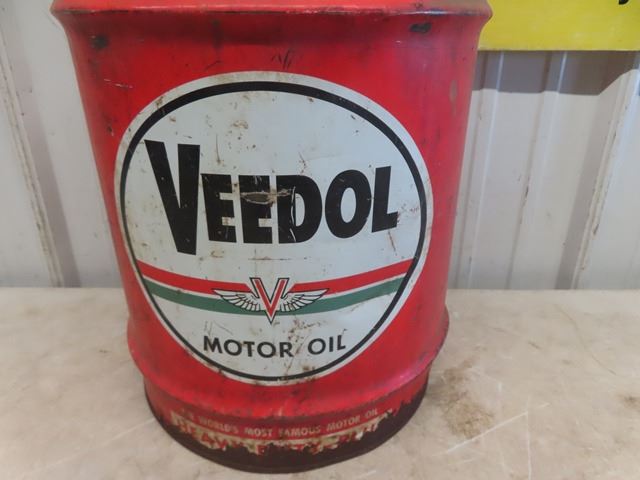 VEEDOL
V
MOTOR OIL
WORLD'S MOST FAMOUS MOTOR OIL